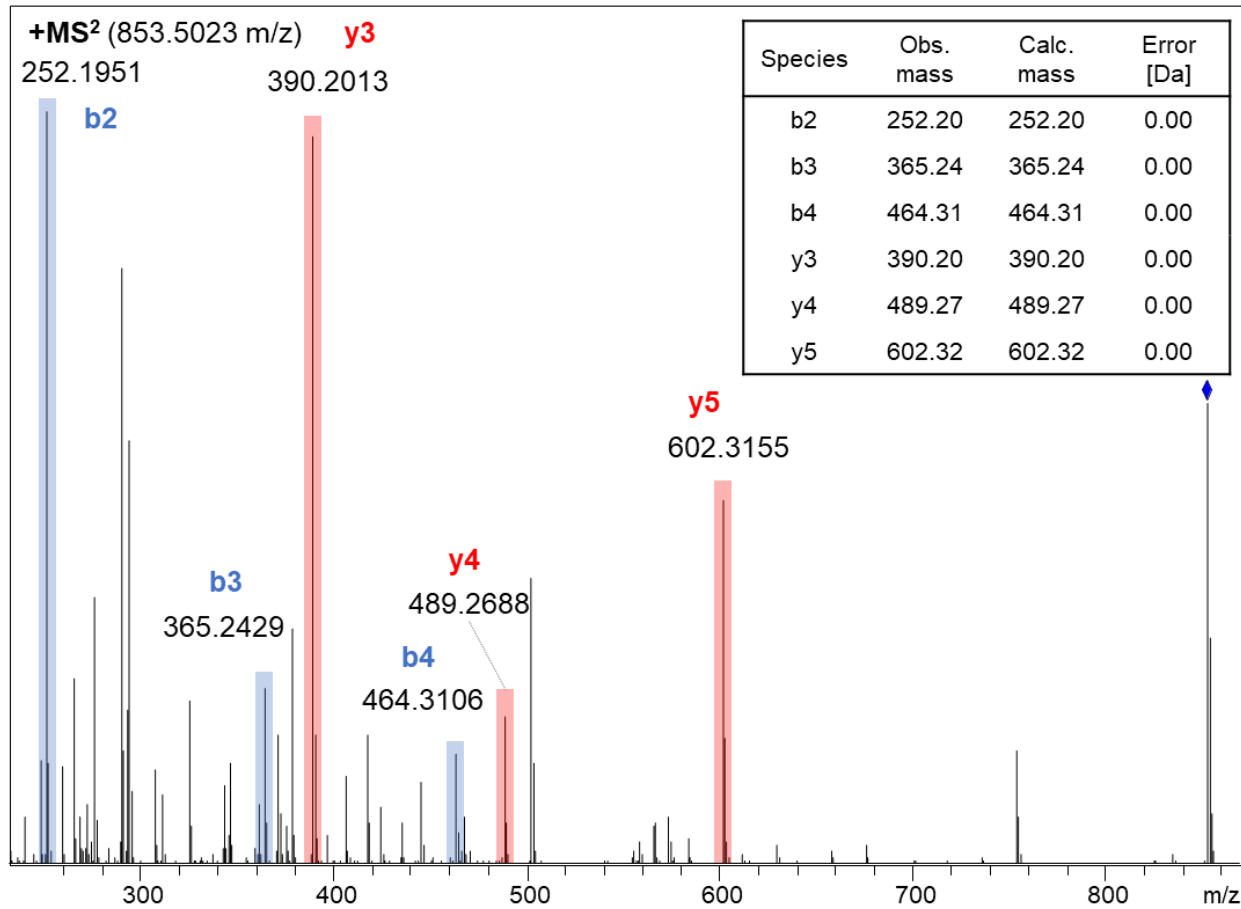 +MS² (853.5023 m/z) y3
252.1951
390.2013
b2
Species Obs. mass Calc. mass Error [Da]
b2 252.20 252.20 0.00
b3 365.24 365.24 0.00
b4 464.31 464.31 0.00
y3 390.20 390.20 0.00
y4 489.27 489.27 0.00
y5 602.32 602.32 0.00
y5
602.3155
y4
489.2688
b3
365.2429
b4
464.3106
300 400 500 600 700 800 m/z